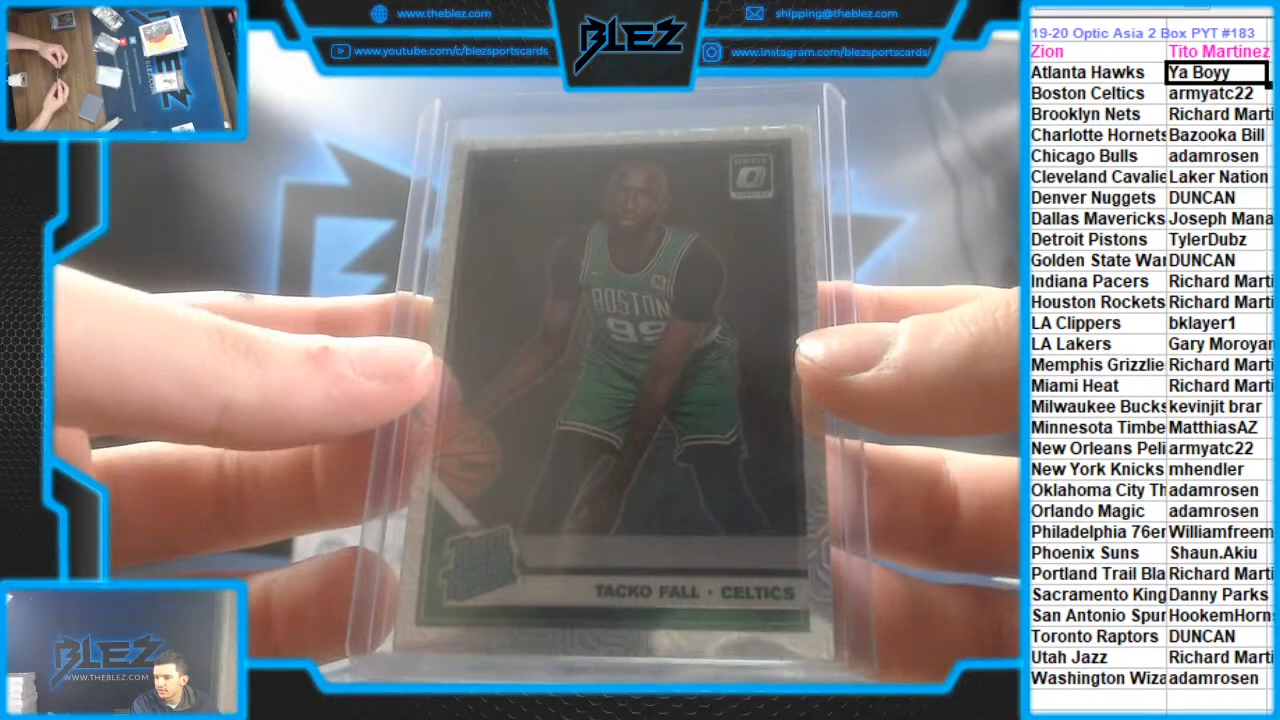 www.theblez.com
shipping@theblez.com
www.youtube.com/c/blezsportscards
www.instagram.com/blezsportscards/
BLEZ
OPTIC
BOSTON
99
TACKO FALL · CELTICS
BLEZ
WWW.THEBLEZ.COM
19-20 Optic Asia 2 Box PYT #183
Zion Tito Martinez
Atlanta Hawks Ya Boyy
Boston Celtics armyatc22
Brooklyn Nets Richard Marti
Charlotte Hornets Bazooka Bill
Chicago Bulls adamrosen
Cleveland Cavalie Laker Nation
Denver Nuggets DUNCAN
Dallas Mavericks Joseph Mana
Detroit Pistons TylerDubz
Golden State War DUNCAN
Indiana Pacers Richard Marti
Houston Rockets Richard Marti
LA Clippers bklayer1
LA Lakers Gary Moroyan
Memphis Grizzlie Richard Marti
Miami Heat Richard Marti
Milwaukee Bucks kevinjit brar
Minnesota Timbe MatthiasAZ
New Orleans Peli armyatc22
New York Knicks mhendler
Oklahoma City Th adamrosen
Orlando Magic adamrosen
Philadelphia 76er Williamfreem
Phoenix Suns Shaun.Akiu
Portland Trail Bla Richard Marti
Sacramento King Danny Parks
San Antonio Spur HookemHorn
Toronto Raptors DUNCAN
Utah Jazz Richard Marti
Washington Wiza adamrosen